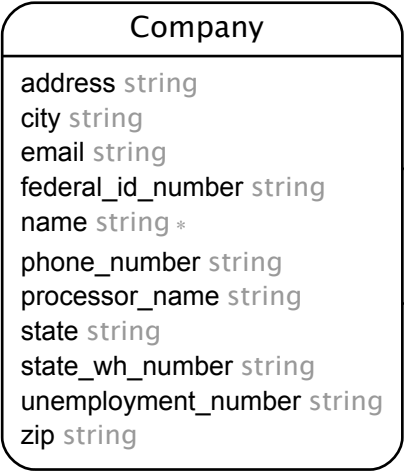 Company
address string
city string
email string
federal_id_number string
name string *
phone_number string
processor_name string
state string
state_wh_number string
unemployment_number string
zip string